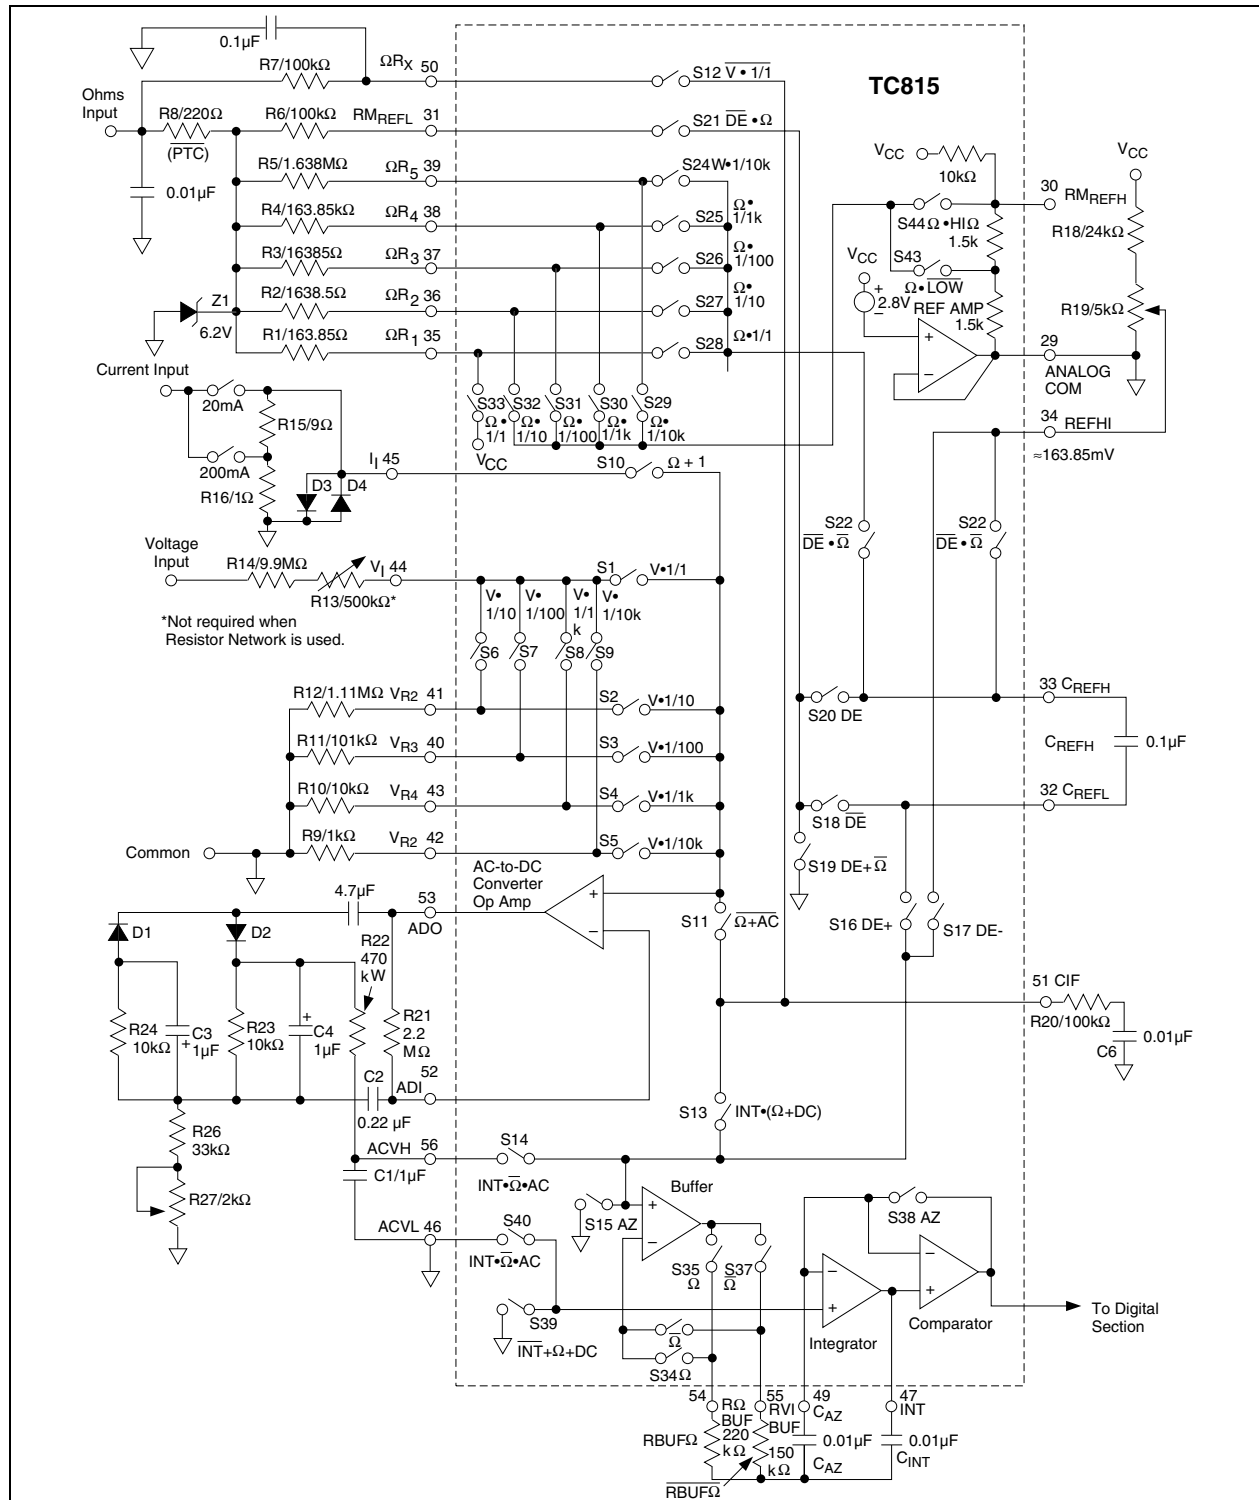 0.1µF
R7/100kΩ
ΩRX 50
S12 V • 1/1
TC815
Ohms
Input
R8/220Ω
(PTC)
R6/100kΩ
RMREFL 31
S21 DE • Ω
0.01µF
R5/1.638MΩ
ΩR5 39
S24W•1/10k
R4/163.85kΩ
ΩR4 38
S25
Ω•
1/1k
R3/16385Ω
ΩR3 37
S26
Ω•
1/100
R2/1638.5Ω
ΩR2 36
S27
Ω•
1/10
Z1
6.2V
R1/163.85Ω
ΩR1 35
S28
Ω•1/1
VCC
10kΩ
30
RMREFH
VCC
S44Ω •HIΩ
1.5k
R18/24kΩ
S43
Ω•LOW
VCC
+
2.8V
–
REF AMP
1.5k
R19/5kΩ
+
–
29
ANALOG
COM
34 REFHI
≈163.85mV
S33
Ω•
1/1
S32
Ω•
1/10
S31
Ω•
1/100
S30
Ω•
1/1k
S29
Ω•
1/10k
VCC
Current Input
20mA
R15/9Ω
200mA
R16/1Ω
II 45
D3 D4
S10
Ω + 1
Voltage
Input
R14/9.9MΩ
R13/500kΩ*
VI 44
S1
V•1/1
*Not required when
Resistor Network is used.
V•
1/10
V•
1/100
V•
1/1
k
V•
1/10k
S6
S7
S8
S9
S22
DE•Ω
S22
DE•Ω
R12/1.11MΩ
VR2 41
S2
V•1/10
R11/101kΩ
VR3 40
S3
V•1/100
R10/10kΩ
VR4 43
S4
V•1/1k
Common
R9/1kΩ
VR2 42
S5
V•1/10k
S20 DE
33 CREFH
CREFH
0.1µF
32 CREFL
S18 DE
S19 DE+Ω
S16 DE+
S17 DE-
AC-to-DC
Converter
Op Amp
+
–
4.7µF
53
ADO
S11
Ω+AC
D1
D2
R22
470
kW
R24
10kΩ
C3
1µF
+
R23
10kΩ
+
C4
1µF
R21
2.2
MΩ
C2
0.22 µF
52
ADI
51 CIF
R20/100kΩ
0.01µF
C6
S13
INT•(Ω+DC)
R26
33kΩ
R27/2kΩ
ACVH 56
S14
INT•Ω•AC
C1/1µF
ACVL 46
S40
INT•Ω•AC
S15 AZ
Buffer
+
–
S35
Ω
S37
Ω
S38 AZ
–
+
Integrator
–
+
Comparator
To Digital
Section
S39
INT+Ω+DC
Ω
S34Ω
54
RΩ
BUF
220
kΩ
RBUFΩ
55
RVI
BUF
150
kΩ
RBUFΩ
49
CAZ
0.01µF
CAZ
47
INT
0.01µF
CINT